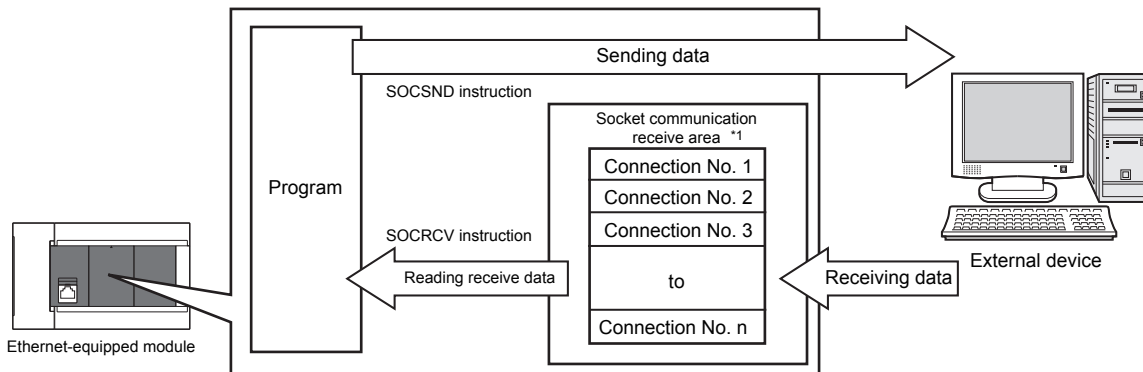 Sending data
SOCSND instruction
Socket communication
receive area *1
Connection No. 1
Connection No. 2
Connection No. 3
to
Connection No. n
Program
SOCRCV instruction
Reading receive data
Receiving data
External device
Ethernet-equipped module